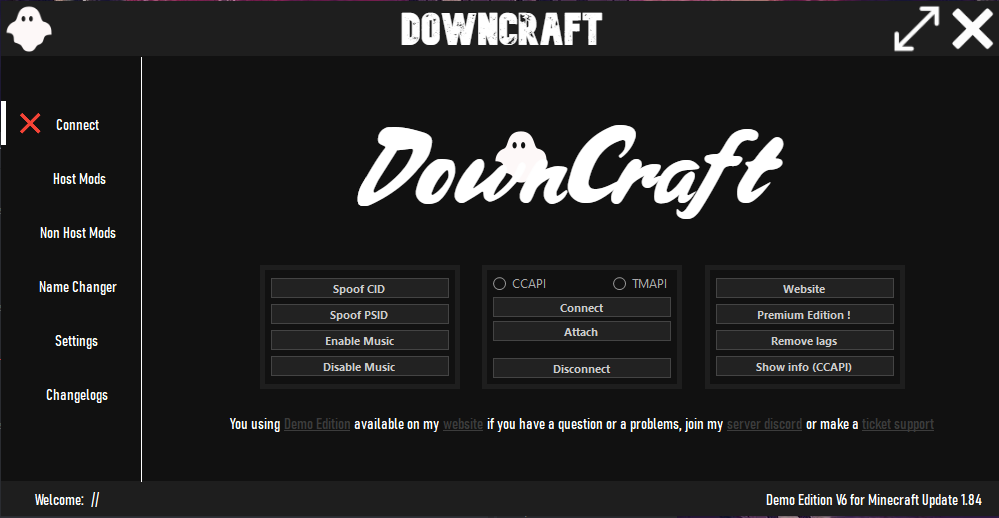 DOWNCRAFT
Connect
Host Mods
Non Host Mods
Name Changer
Settings
Changelogs
DownCraft
Spoof CID
Spoof PSID
Enable Music
Disable Music
CCAPI TMAPI
Connect
Attach
Disconnect
Website
Premium Edition !
Remove lags
Show info (CCAPI)
You using Demo Edition available on my website if you have a question or a problems, join my server discord or make a ticket support
Welcome: //
Demo Edition V6 for Minecraft Update 1.84